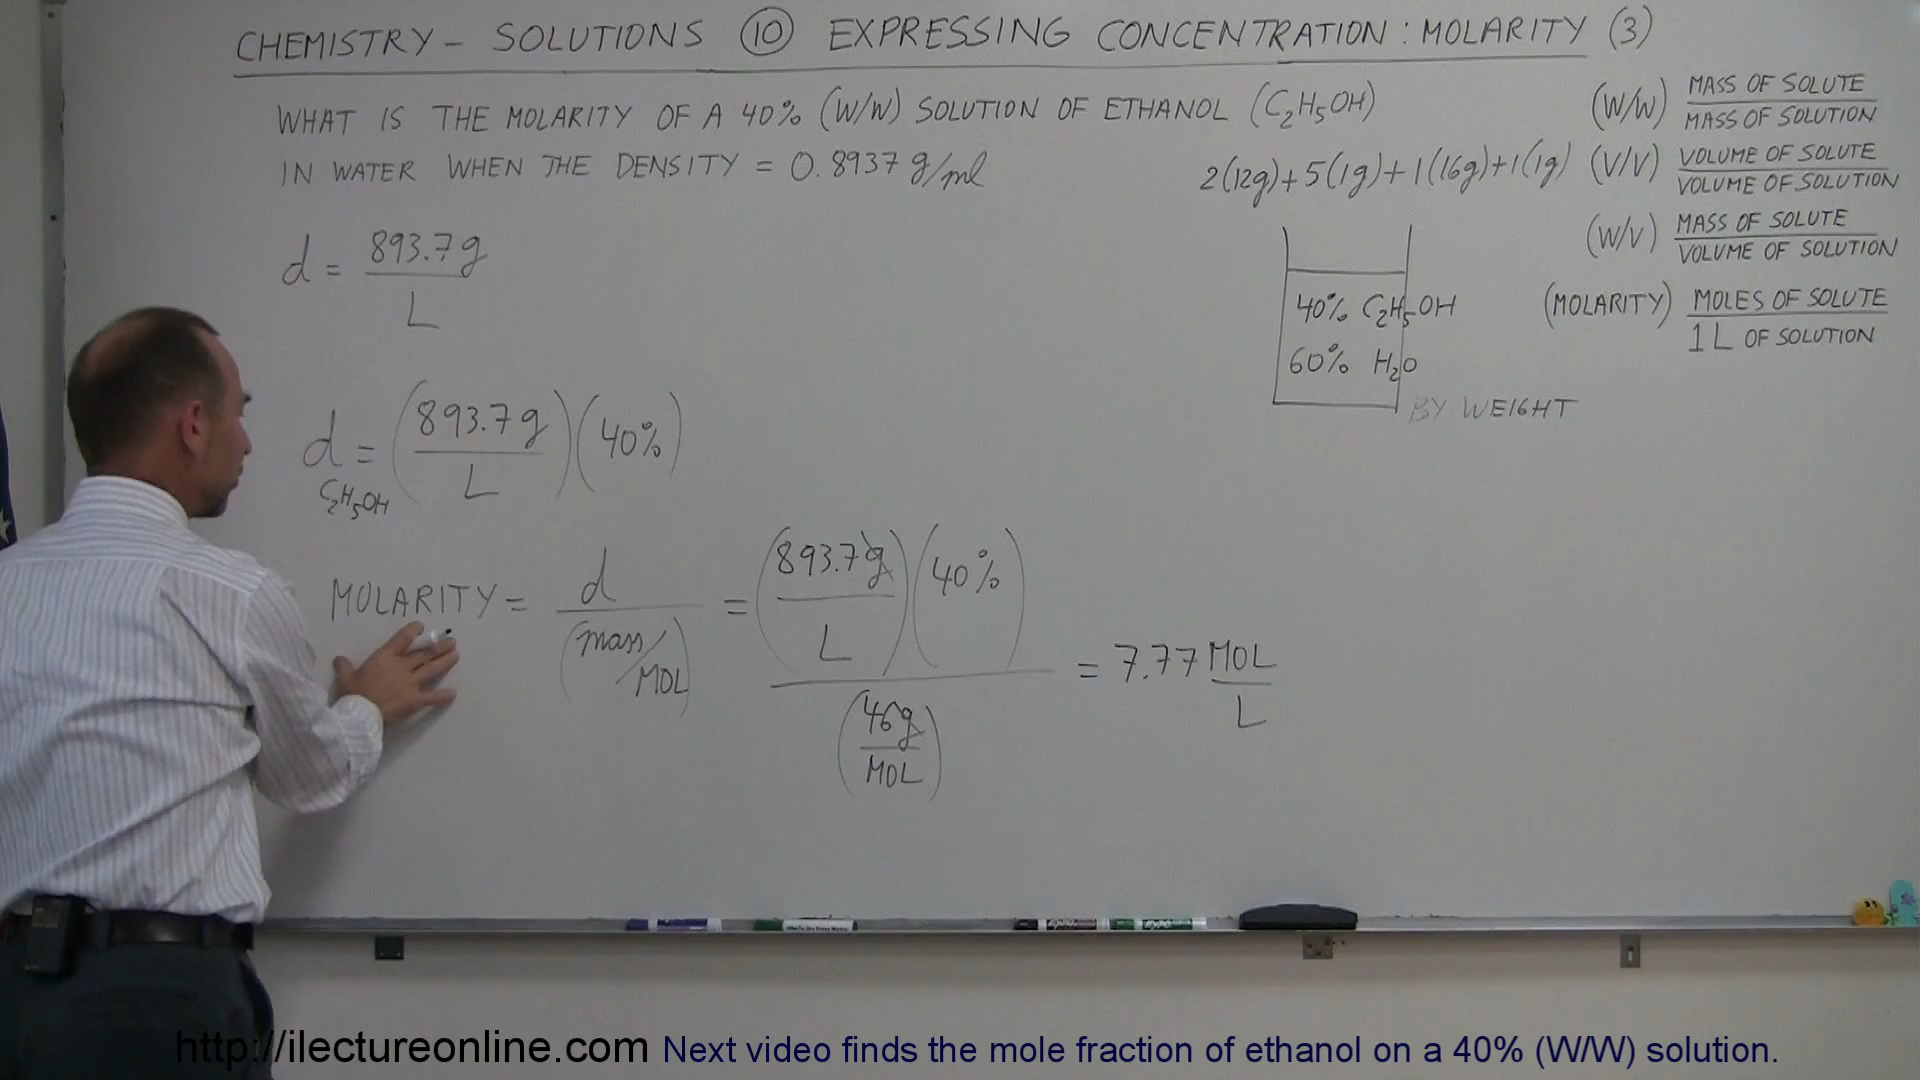 CHEMISTRY – SOLUTIONS ⑩ EXPRESSING CONCENTRATION : MOLARITY (3)
WHAT IS THE MOLARITY OF A 40% (W/W) SOLUTION OF ETHANOL (C₂H₅OH)
IN WATER WHEN THE DENSITY = 0.8937 g/ml
2(12g)+5(1g)+1(16g)+1(1g)
(W/W) MASS OF SOLUTE
MASS OF SOLUTION
(V/V) VOLUME OF SOLUTE
VOLUME OF SOLUTION
(W/V) MASS OF SOLUTE
VOLUME OF SOLUTION
(MOLARITY) MOLES OF SOLUTE
1 L OF SOLUTION
40% C₂H₅OH
60% H₂O
BY WEIGHT
d = 893.7g
L
d = (893.7g)(40%)
C₂H₅OH L
MOLARITY = d = (893.7g)(40%)
(mass/MOL) L
= 7.77 MOL
L
(46g)
MOL
http://ilectureonline.com Next video finds the mole fraction of ethanol on a 40% (W/W) solution.